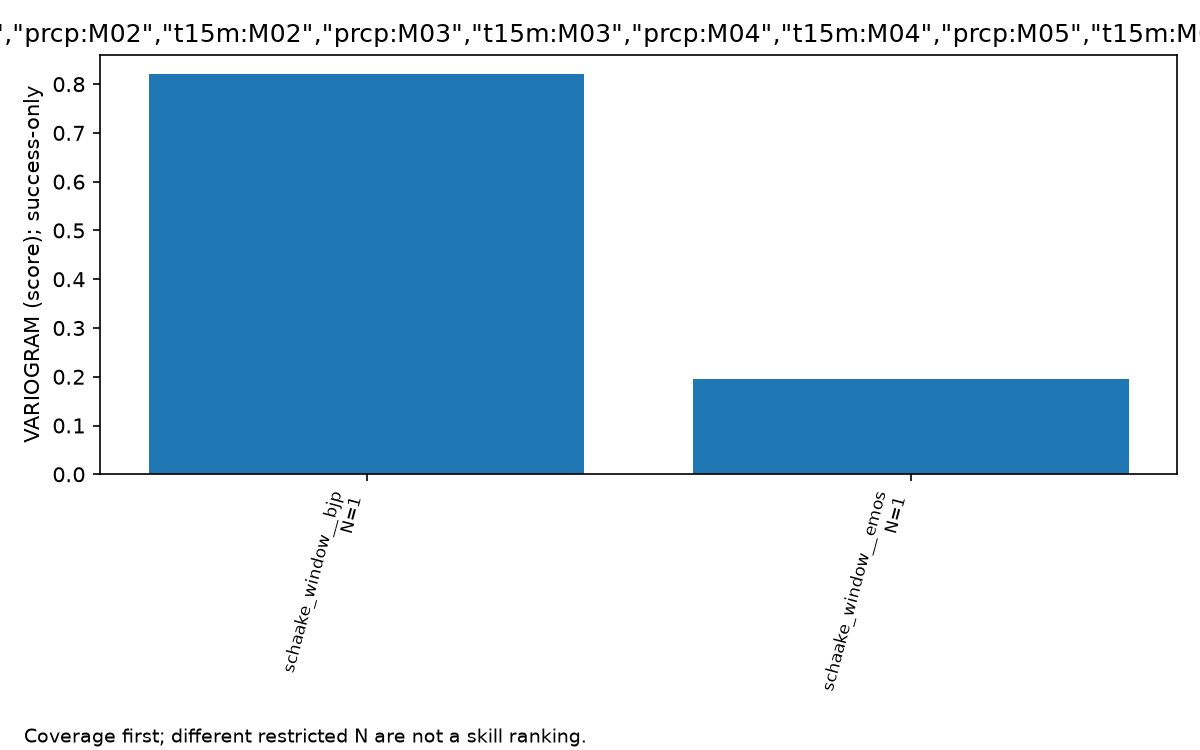 ","prcp:M02","t15m:M02","prcp:M03","t15m:M03","prcp:M04","t15m:M04","prcp:M05","t15m:M
VARIOGRAM (score); success-only
0.8
0.7
0.6
0.5
0.4
0.3
0.2
0.1
0.0
schaake_window__bjp
N=1
schaake_window__emos
N=1
Coverage first; different restricted N are not a skill ranking.